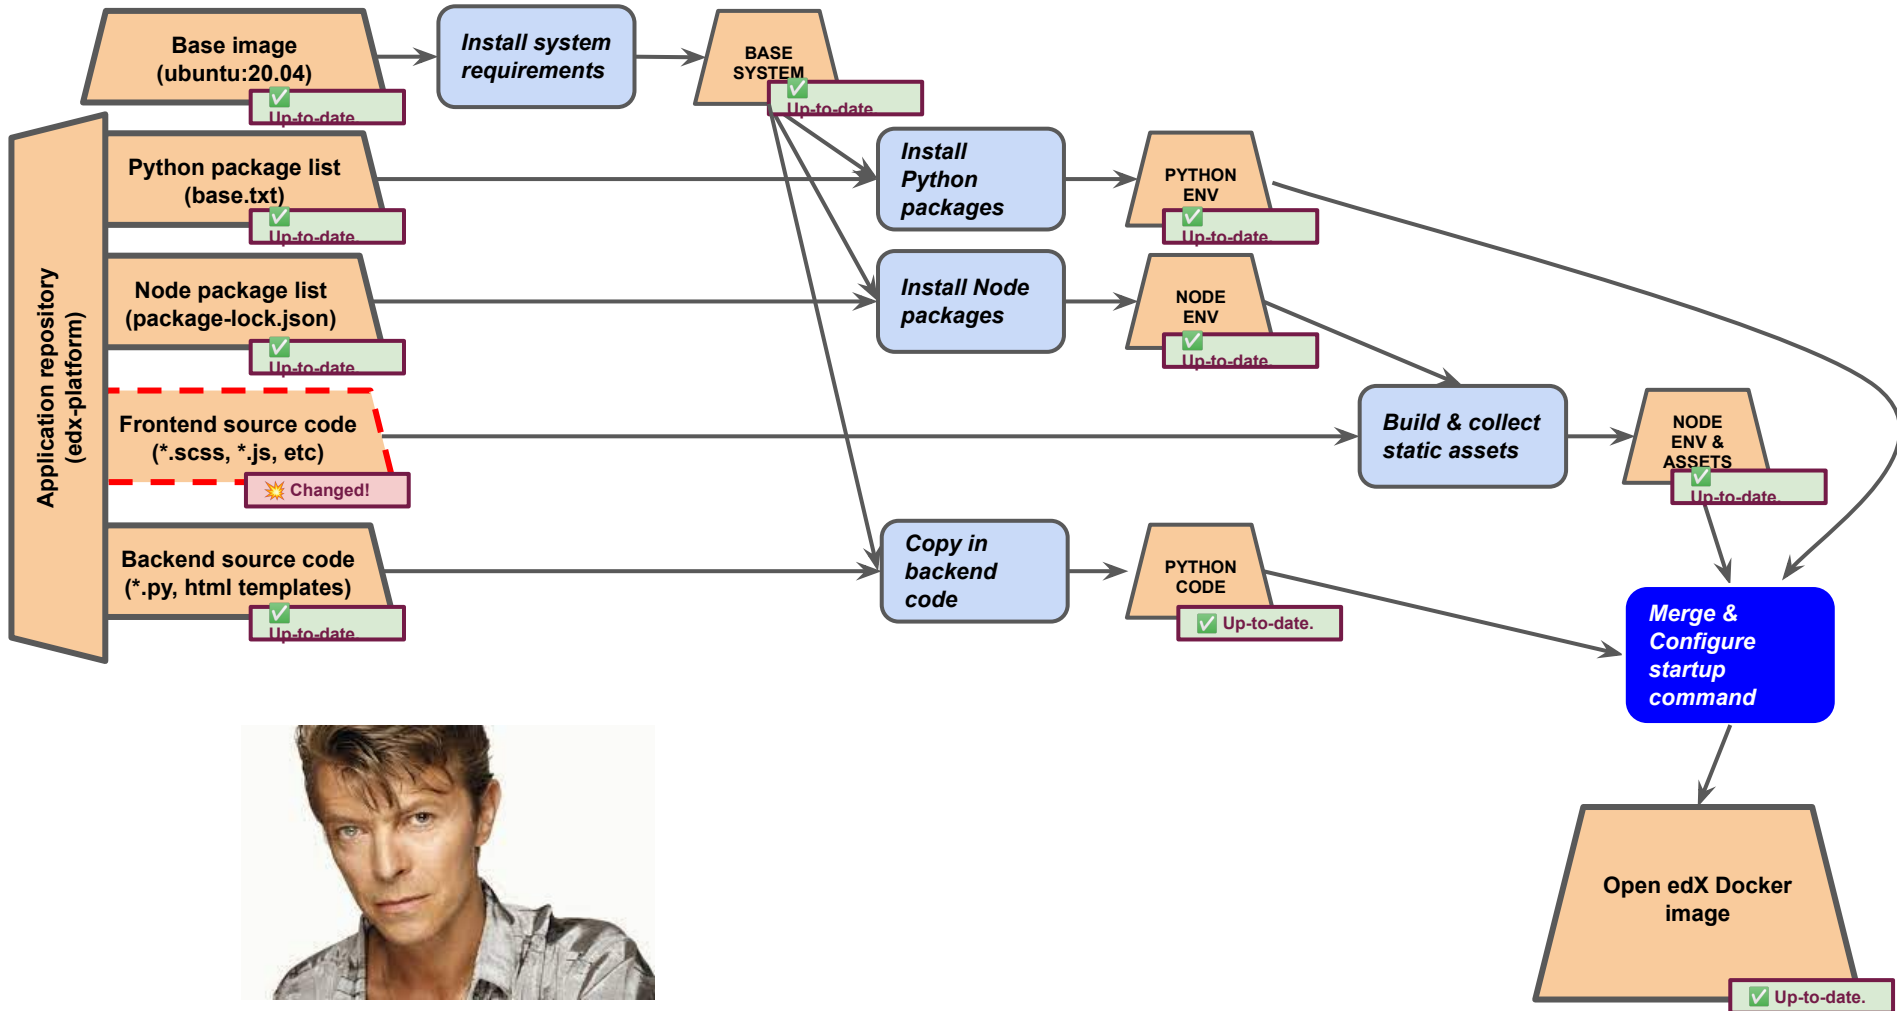 Base image
(ubuntu:20.04)
✅
Up-to-date.
Install system
requirements
BASE
SYSTEM
✅
Up-to-date.
Application repository
(edx-platform)
Python package list
(base.txt)
✅
Up-to-date.
Install
Python
packages
PYTHON
ENV
✅
Up-to-date.
Node package list
(package-lock.json)
✅
Up-to-date.
Install Node
packages
NODE
ENV
✅
Up-to-date.
Frontend source code
(*.scss, *.js, etc)
💥 Changed!
Build & collect
static assets
NODE
ENV &
ASSETS
✅
Up-to-date.
Backend source code
(*.py, html templates)
✅
Up-to-date.
Copy in
backend
code
PYTHON
CODE
✅ Up-to-date.
Merge &
Configure
startup
command
Open edX Docker
image
✅ Up-to-date.